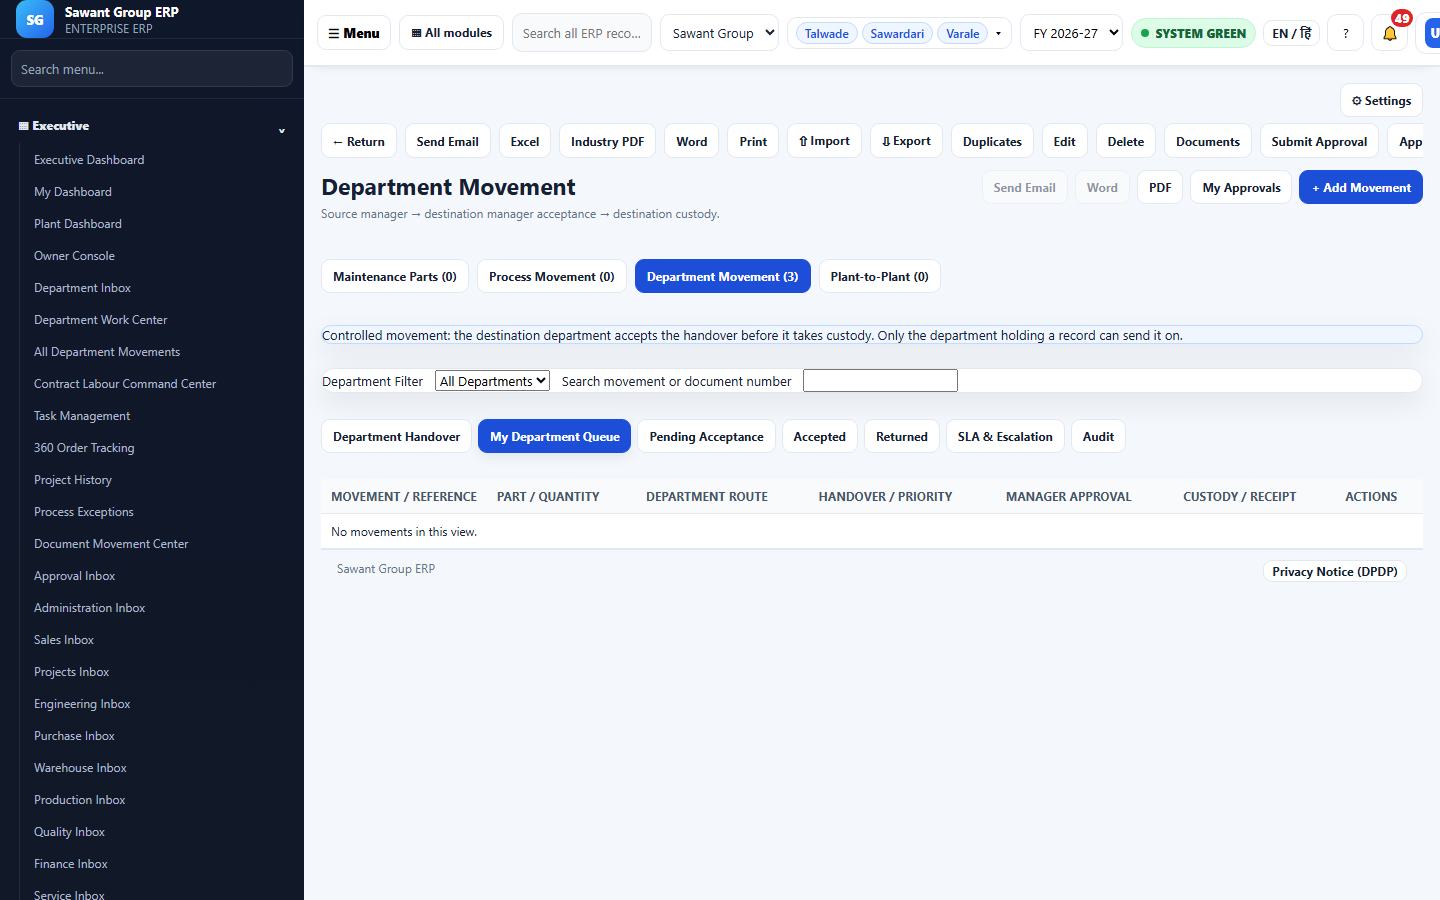 SG
Sawant Group ERP
ENTERPRISE ERP
Search menu...
Executive
Executive Dashboard
My Dashboard
Plant Dashboard
Owner Console
Department Inbox
Department Work Center
All Department Movements
Contract Labour Command Center
Task Management
360 Order Tracking
Project History
Process Exceptions
Document Movement Center
Approval Inbox
Administration Inbox
Sales Inbox
Projects Inbox
Engineering Inbox
Purchase Inbox
Warehouse Inbox
Production Inbox
Quality Inbox
Finance Inbox
Service Inbox
☰ Menu All modules Search all ERP reco... Sawant Group Talwade Sawardari Varale FY 2026-27 SYSTEM GREEN EN / हिं ? 49 U
⚙ Settings
← Return Send Email Excel Industry PDF Word Print ⇧ Import ⇩ Export Duplicates Edit Delete Documents Submit Approval App
Department Movement Send Email Word PDF My Approvals + Add Movement
Source manager → destination manager acceptance → destination custody.
Maintenance Parts (0) Process Movement (0) Department Movement (3) Plant-to-Plant (0)
Controlled movement: the destination department accepts the handover before it takes custody. Only the department holding a record can send it on.
Department Filter All Departments Search movement or document number
Department Handover My Department Queue Pending Acceptance Accepted Returned SLA & Escalation Audit
MOVEMENT / REFERENCE PART / QUANTITY DEPARTMENT ROUTE HANDOVER / PRIORITY MANAGER APPROVAL CUSTODY / RECEIPT ACTIONS
No movements in this view.
Sawant Group ERP Privacy Notice (DPDP)